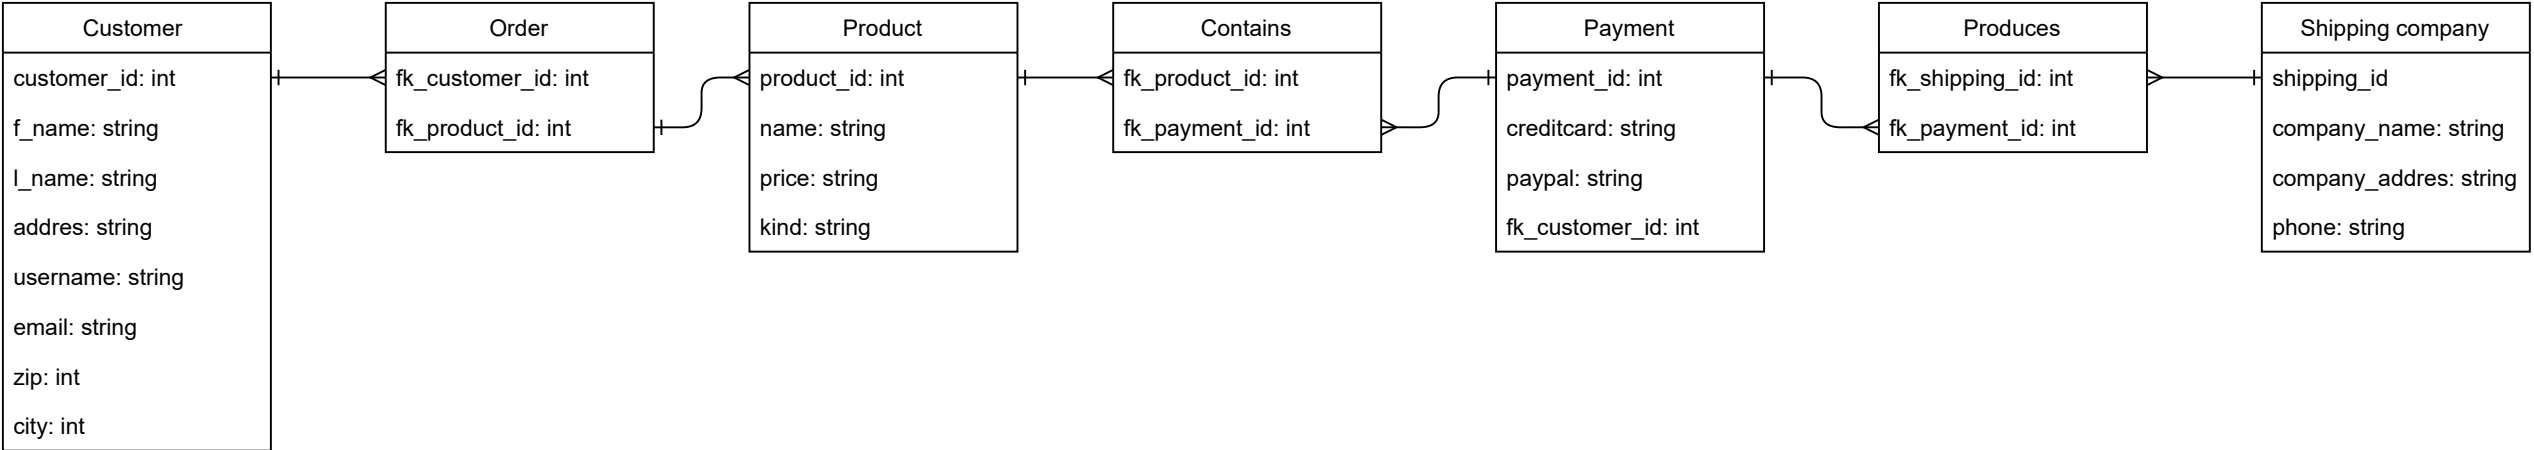 Customer
customer_id: int
f_name: string
l_name: string
addres: string
username: string
email: string
zip: int
city: int
Order
fk_customer_id: int
fk_product_id: int
Product
product_id: int
name: string
price: string
kind: string
Contains
fk_product_id: int
fk_payment_id: int
Payment
payment_id: int
creditcard: string
paypal: string
fk_customer_id: int
Produces
fk_shipping_id: int
fk_payment_id: int
Shipping company
shipping_id
company_name: string
company_addres: string
phone: string